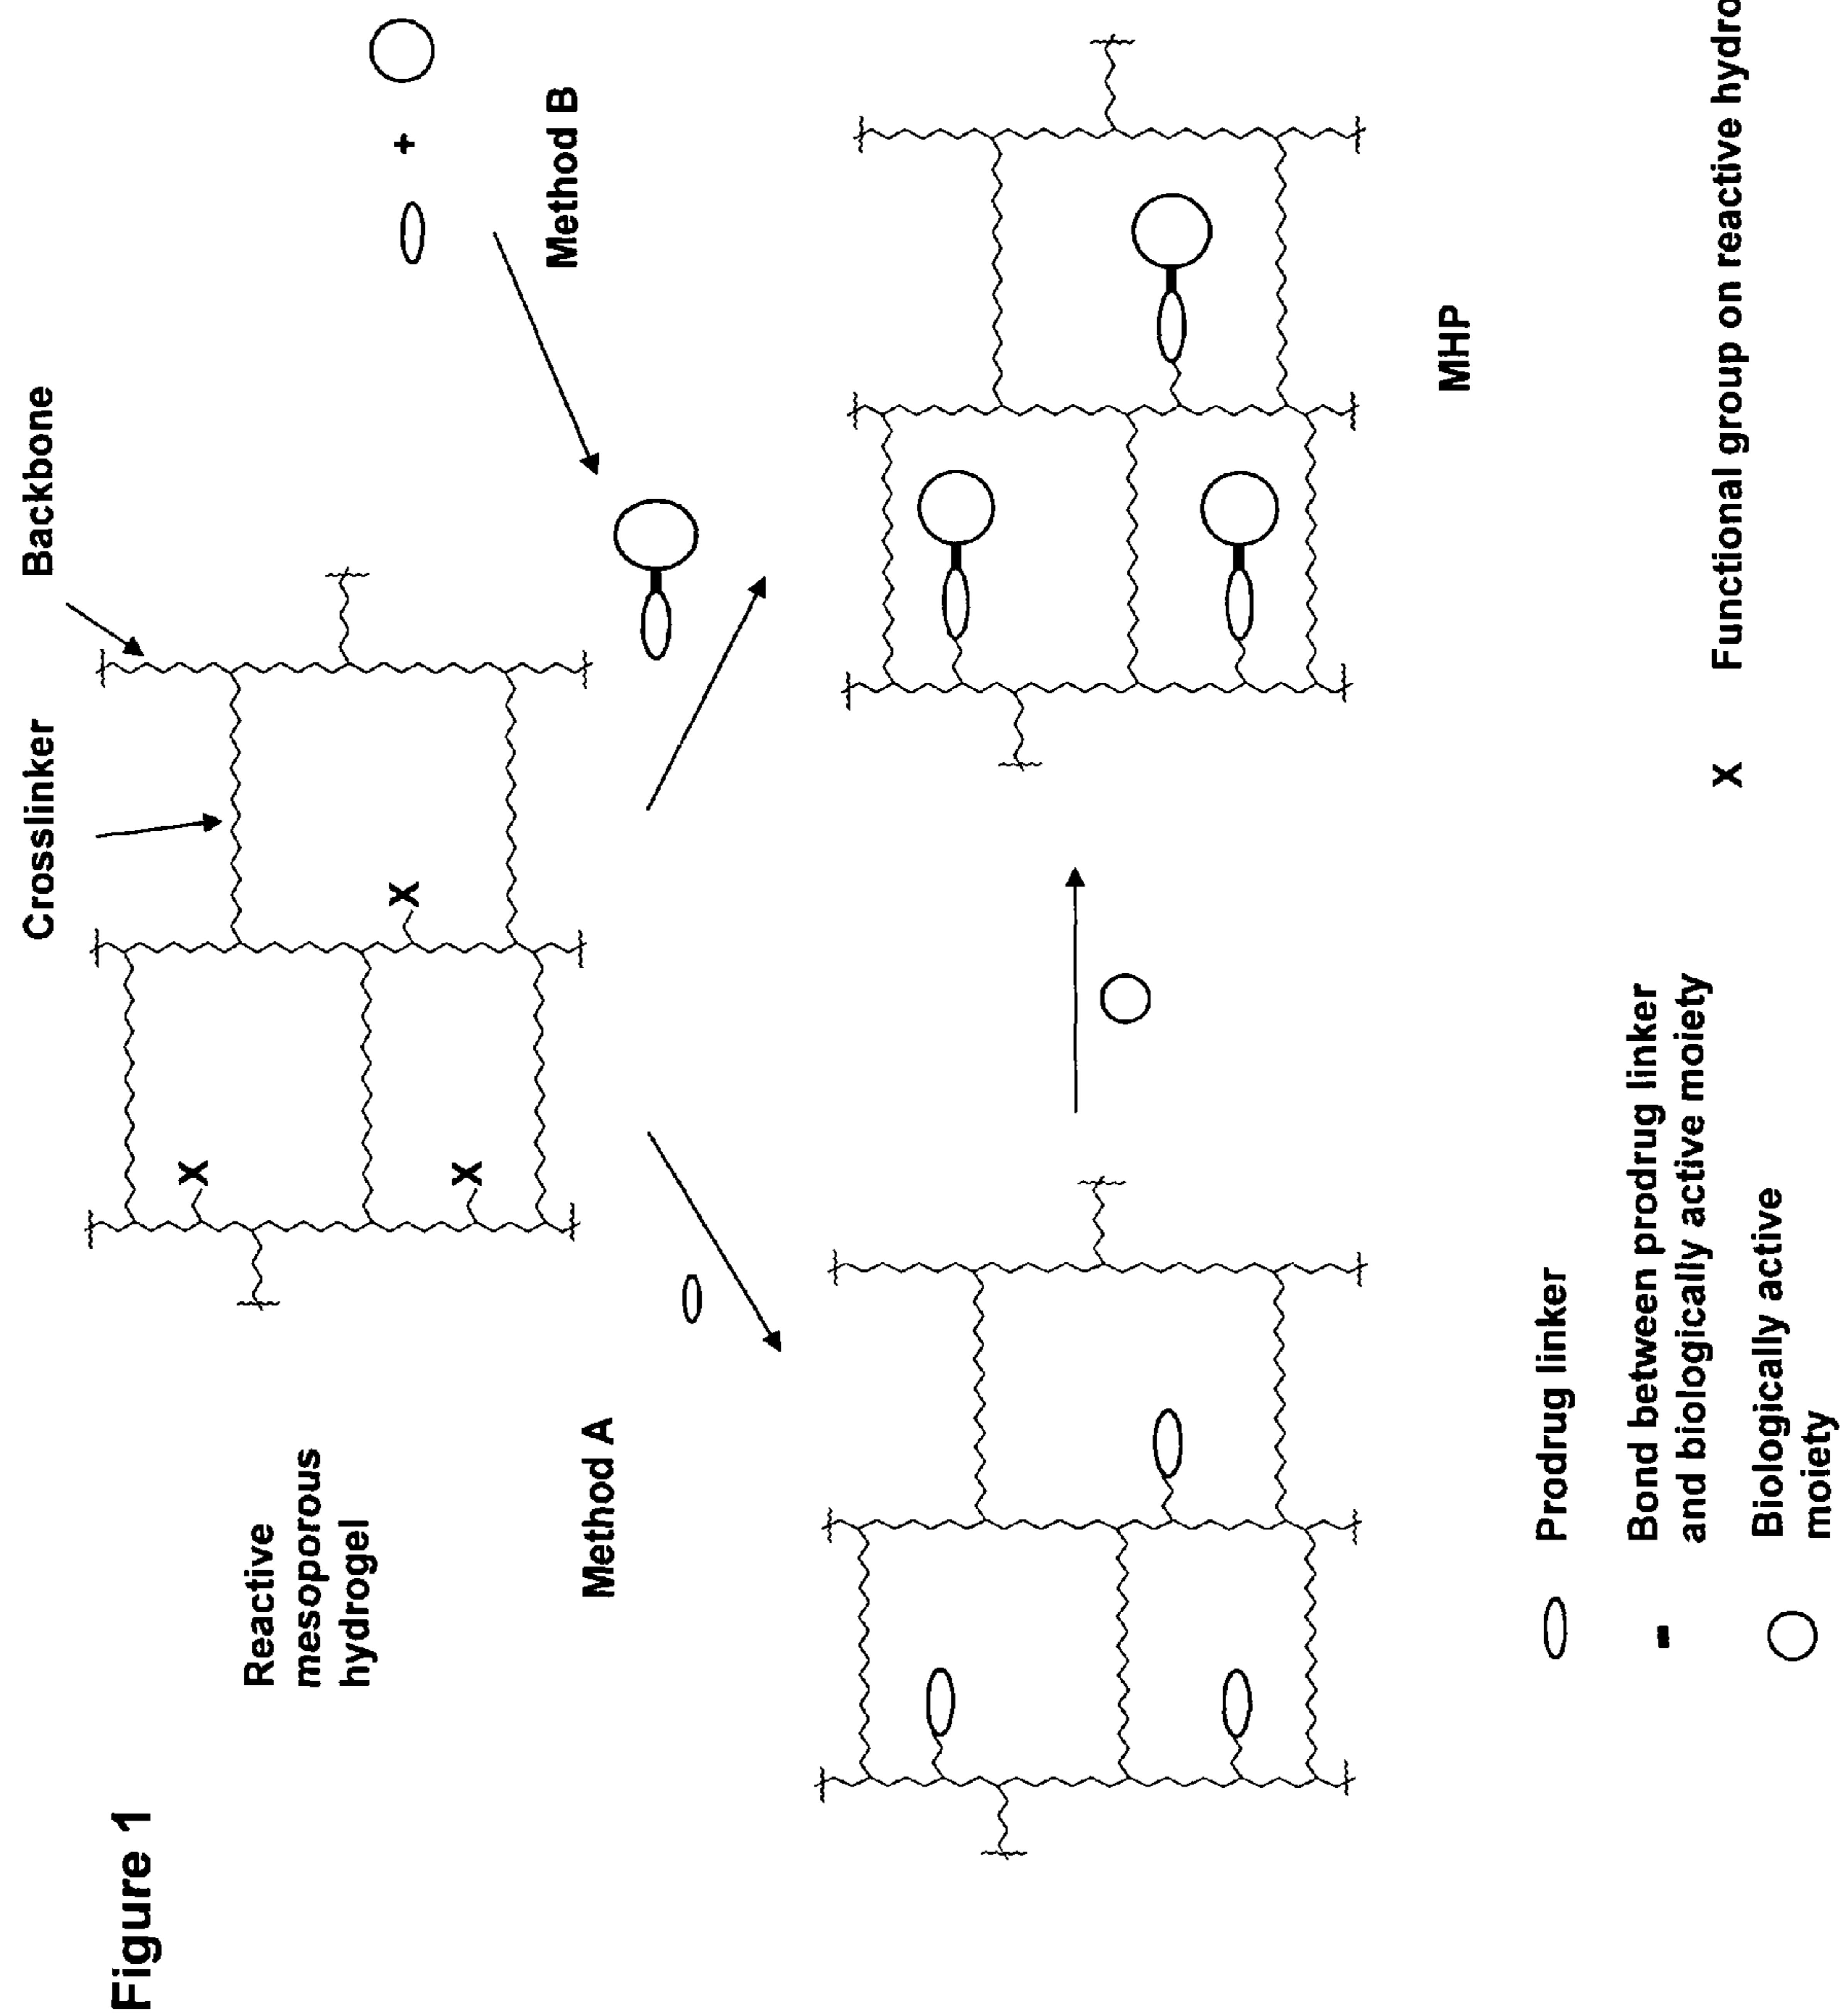 Figure 1
Reactive
mesoporous
hydrogel
Crosslinker
Backbone
X
X
X
Method A
+
Method B
MHP
Prodrug linker
Bond between prodrug linker
and biologically active moiety
Biologically active
moiety
X Functional group on reactive